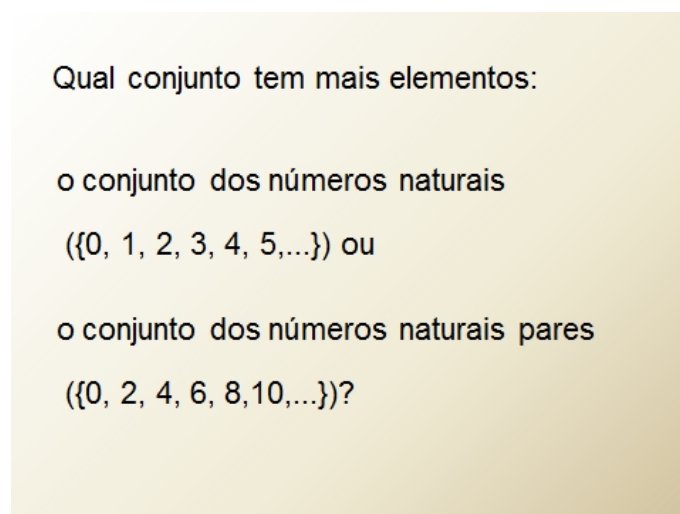 Qual conjunto tem mais elementos:
o conjunto dos números naturais
({0, 1, 2, 3, 4, 5,...}) ou
o conjunto dos números naturais pares
({0, 2, 4, 6, 8,10,...})?